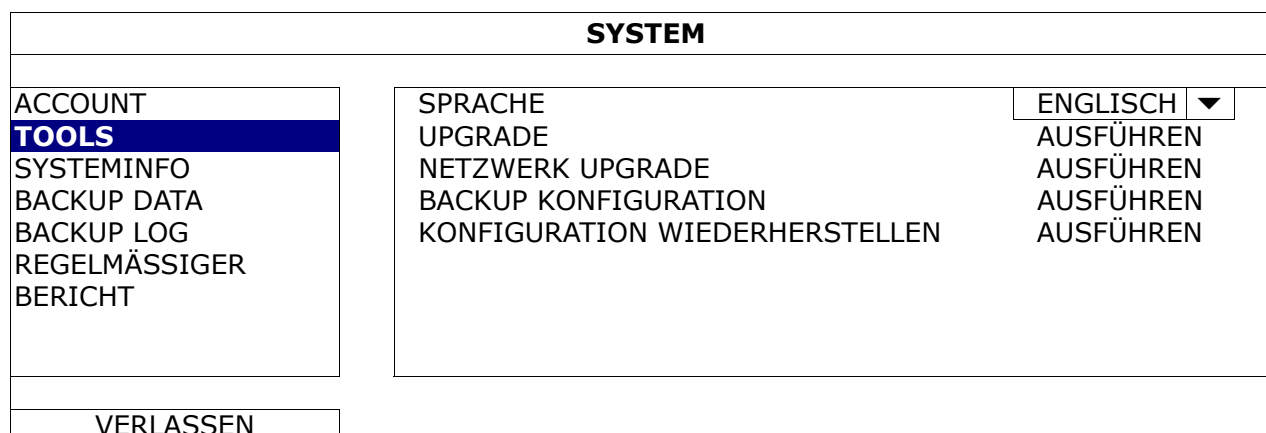 SYSTEM
ACCOUNT
TOOLS
SYSTEMINFO
BACKUP DATA
BACKUP LOG
REGELMÄSSIGER
BERICHT
SPRACHE ENGLISCH
UPGRADE AUSFÜHREN
NETZWERK UPGRADE AUSFÜHREN
BACKUP KONFIGURATION AUSFÜHREN
KONFIGURATION WIEDERHERSTELLEN AUSFÜHREN
VERLASSEN